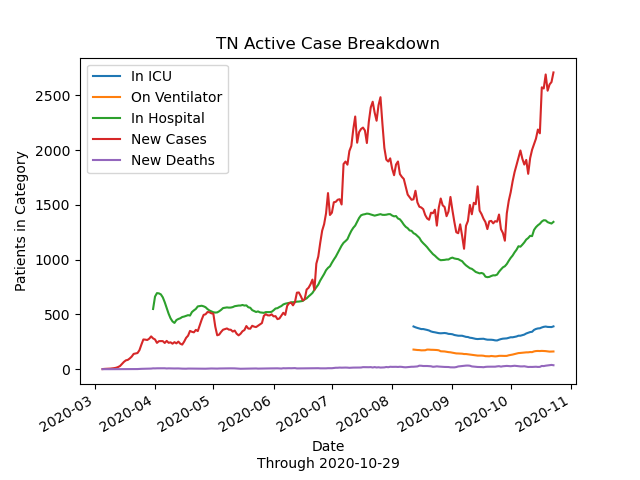 TN Active Case Breakdown
In ICU
On Ventilator
In Hospital
New Cases
New Deaths
Patients in Category
2500
2000
1500
1000
500
0
2020-03
2020-04
2020-05
2020-06
2020-07
2020-08
2020-09
2020-10
2020-11
Date
Through 2020-10-29